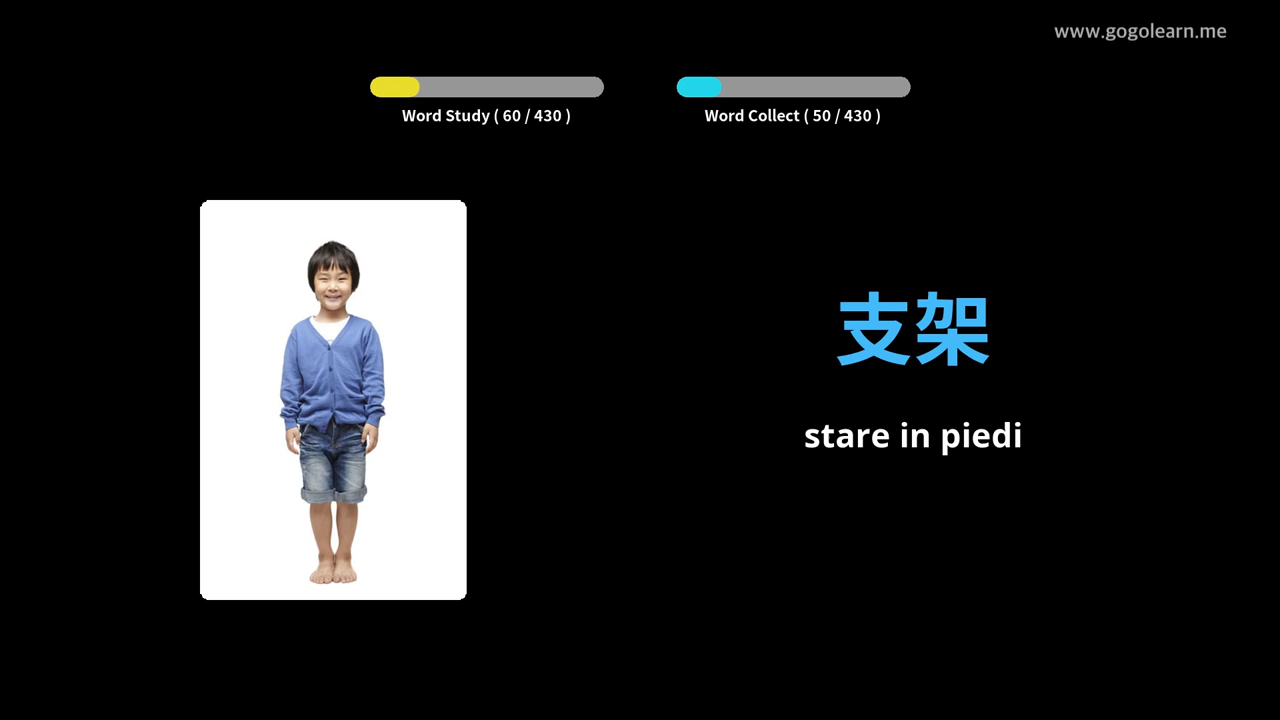 www.gogolearn.me
Word Study ( 60 / 430 )
Word Collect ( 50 / 430 )
支架
stare in piedi